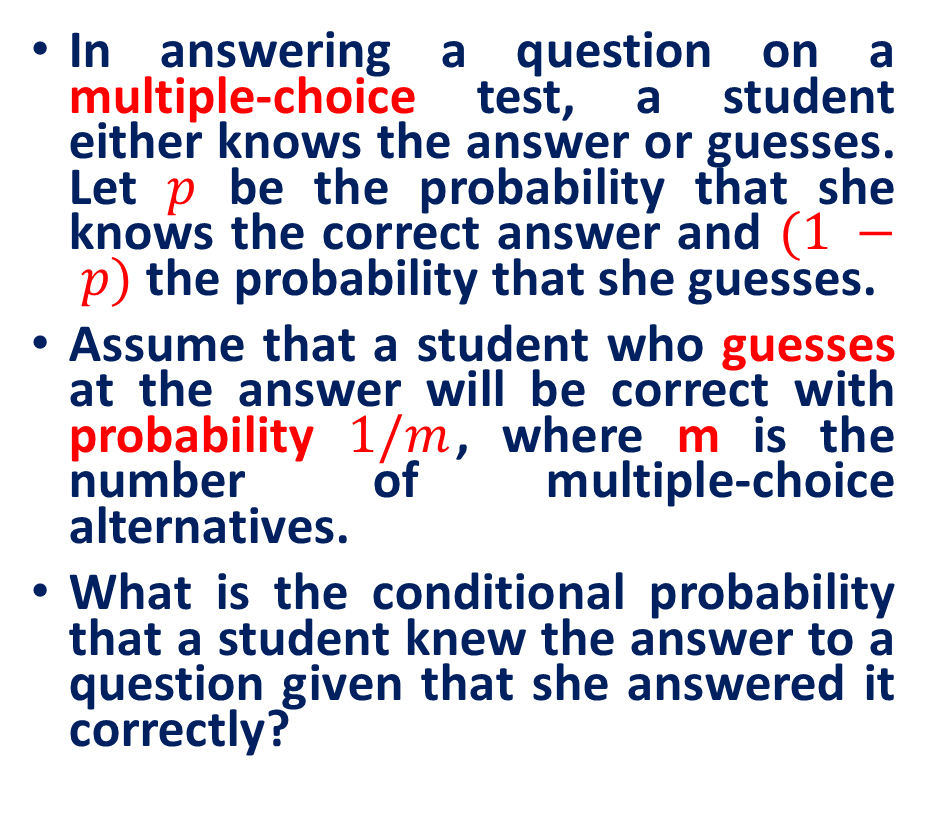 • In answering a question on a
multiple-choice test, a student
either knows the answer or guesses.
Let p be the probability that she
knows the correct answer and (1 −
p) the probability that she guesses.
• Assume that a student who guesses
at the answer will be correct with
probability 1/m, where m is the
number of multiple-choice
alternatives.
• What is the conditional probability
that a student knew the answer to a
question given that she answered it
correctly?